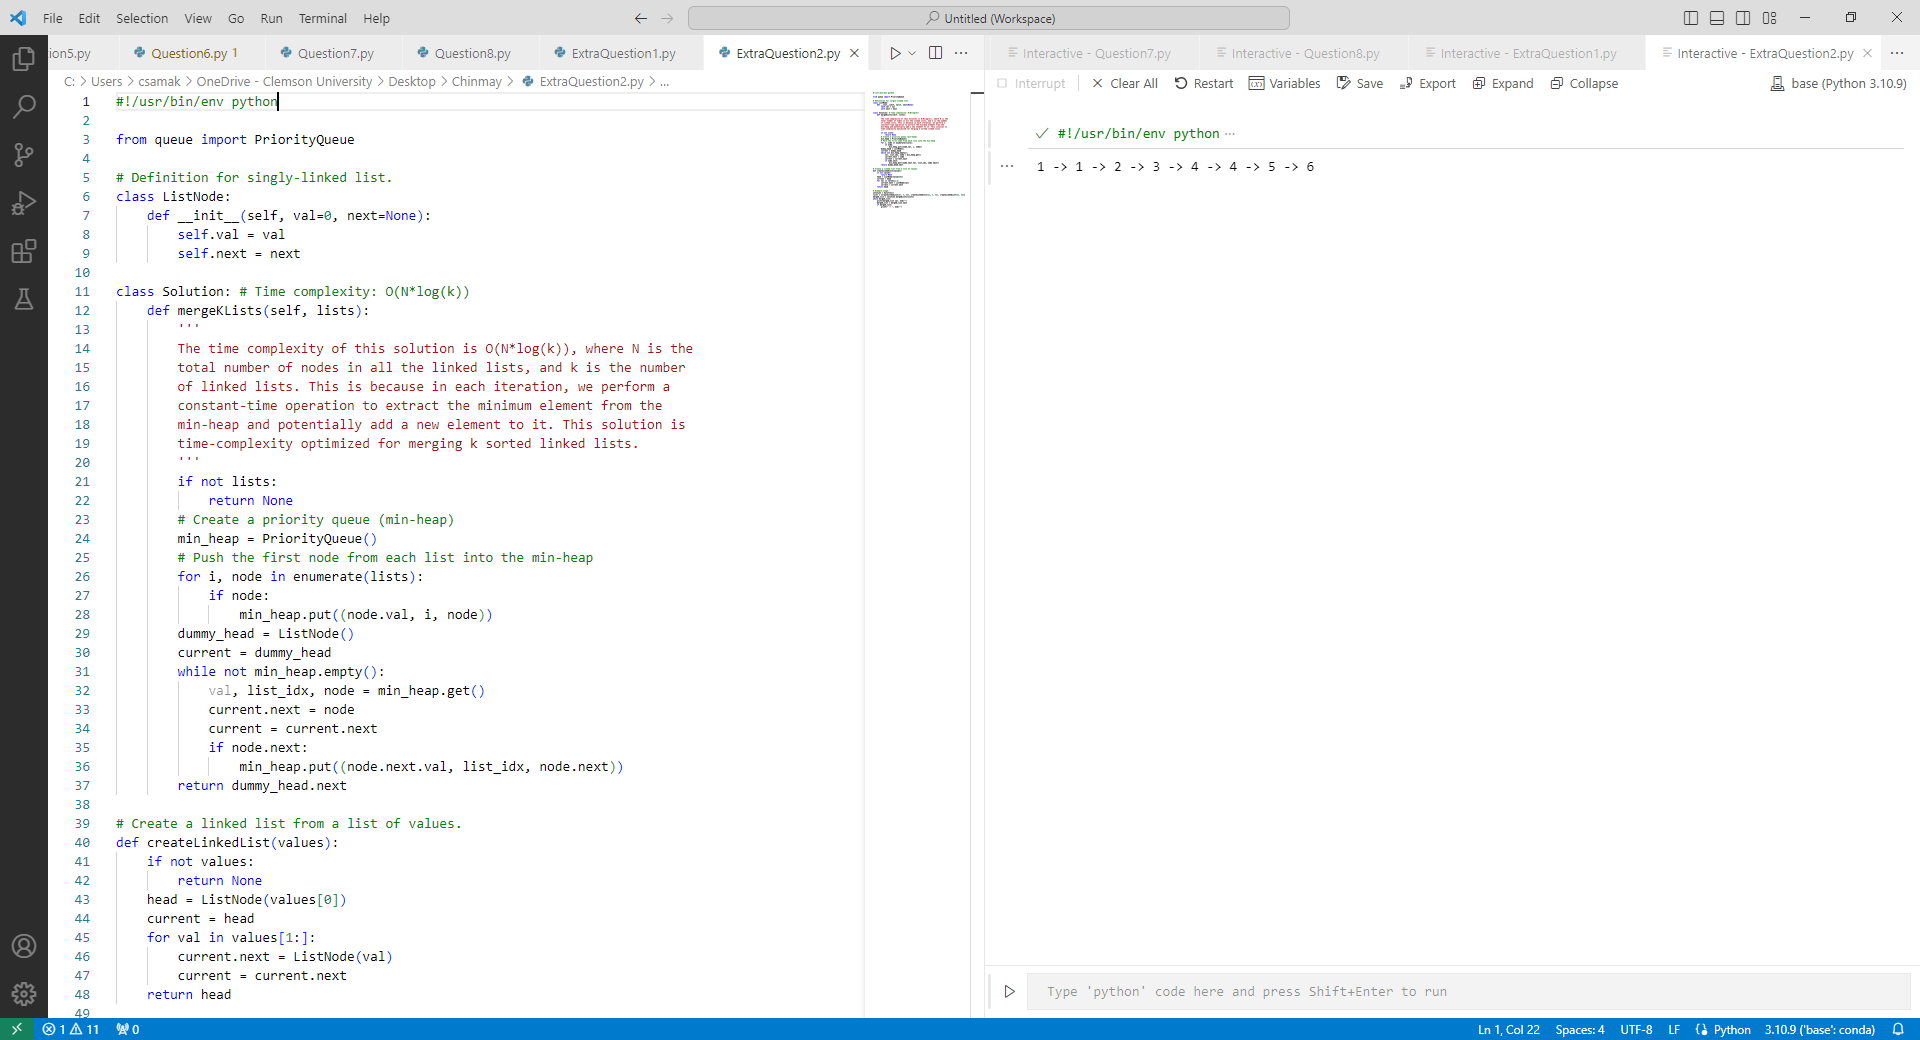 File Edit Selection View Go Run Terminal Help
Untitled (Workspace)
ion5.py
Question6.py 1
Question7.py
Question8.py
ExtraQuestion1.py
ExtraQuestion2.py
C: > Users > csamak > OneDrive - Clemson University > Desktop > Chinmay > ExtraQuestion2.py > ...
1 #!/usr/bin/env python
2
3 from queue import PriorityQueue
4
5 # Definition for singly-linked list.
6 class ListNode:
7     def __init__(self, val=0, next=None):
8         self.val = val
9         self.next = next
10
11 class Solution: # Time complexity: O(N*log(k))
12     def mergeKLists(self, lists):
13         '''
14         The time complexity of this solution is O(N*log(k)), where N is the
15         total number of nodes in all the linked lists, and k is the number
16         of linked lists. This is because in each iteration, we perform a
17         constant-time operation to extract the minimum element from the
18         min-heap and potentially add a new element to it. This solution is
19         time-complexity optimized for merging k sorted linked lists.
20         '''
21         if not lists:
22             return None
23         # Create a priority queue (min-heap)
24         min_heap = PriorityQueue()
25         # Push the first node from each list into the min-heap
26         for i, node in enumerate(lists):
27             if node:
28                 min_heap.put((node.val, i, node))
29         dummy_head = ListNode()
30         current = dummy_head
31         while not min_heap.empty():
32             val, list_idx, node = min_heap.get()
33             current.next = node
34             current = current.next
35             if node.next:
36                 min_heap.put((node.next.val, list_idx, node.next))
37         return dummy_head.next
38
39 # Create a linked list from a list of values.
40 def createLinkedList(values):
41     if not values:
42         return None
43     head = ListNode(values[0])
44     current = head
45     for val in values[1:]:
46         current.next = ListNode(val)
47         current = current.next
48     return head
49
Interactive - Question7.py
Interactive - Question8.py
Interactive - ExtraQuestion1.py
Interactive - ExtraQuestion2.py
Interrupt
Clear All
Restart
Variables
Save
Export
Expand
Collapse
base (Python 3.10.9)
#!/usr/bin/env python ...
1 -> 1 -> 2 -> 3 -> 4 -> 4 -> 5 -> 6
Type 'python' code here and press Shift+Enter to run
1 11 0
Ln 1, Col 22 Spaces: 4 UTF-8 LF Python 3.10.9 ('base': conda)